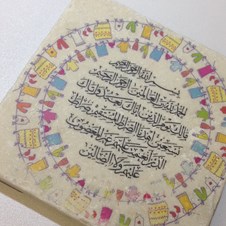 بسم الله الرحمن الرحيم
الحمد لله رب العالمين الرحمن الرحيم
مالك يوم الدين إياك نعبد وإياك
نستعين اهدنا الصراط المستقيم صراط
الذين أنعمت عليهم غير المغضوب
عليهم ولا الضالين